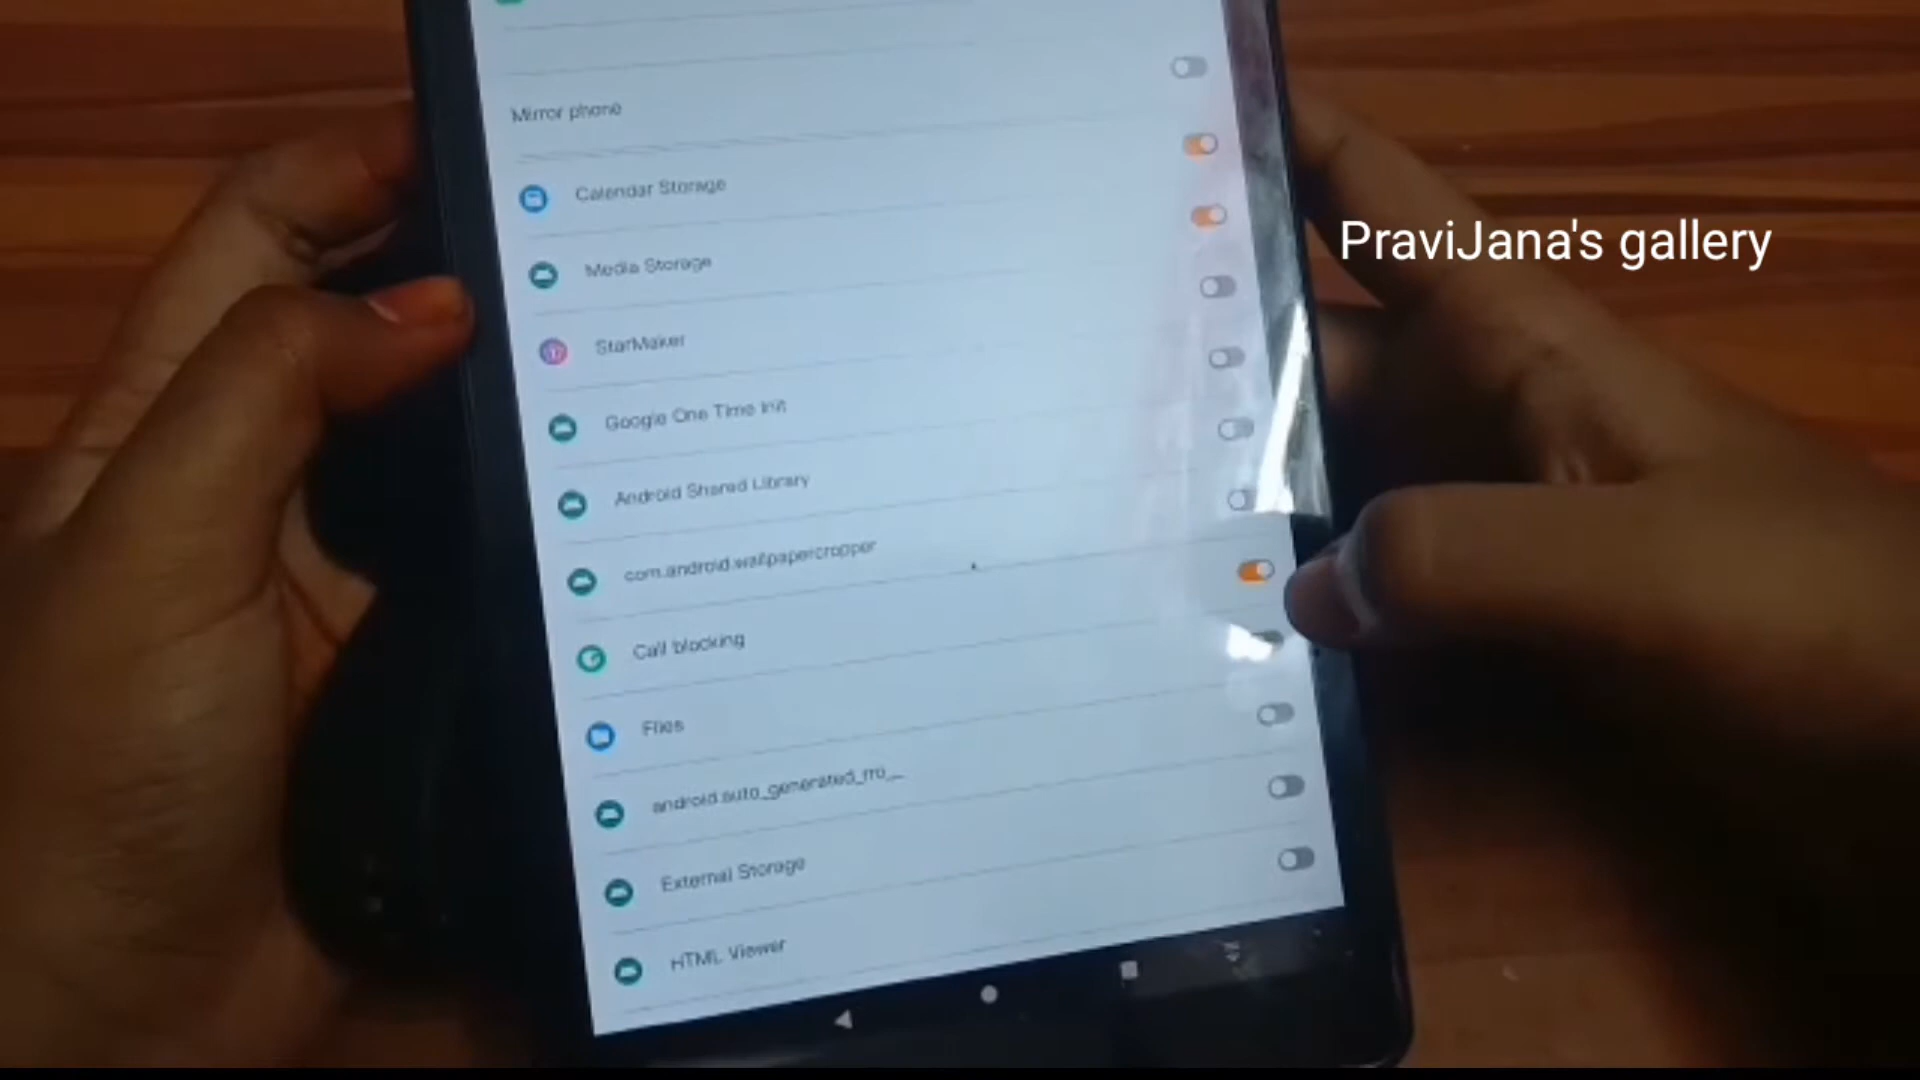 Mirror phone
Calendar Storage
PraviJana's gallery
Media Storage
StarMaker
Google One Time Init
Android Shared Library
com.android.wallpapercropper
Call blocking
Files
android.auto_generated_rro_
External Storage
HTML Viewer